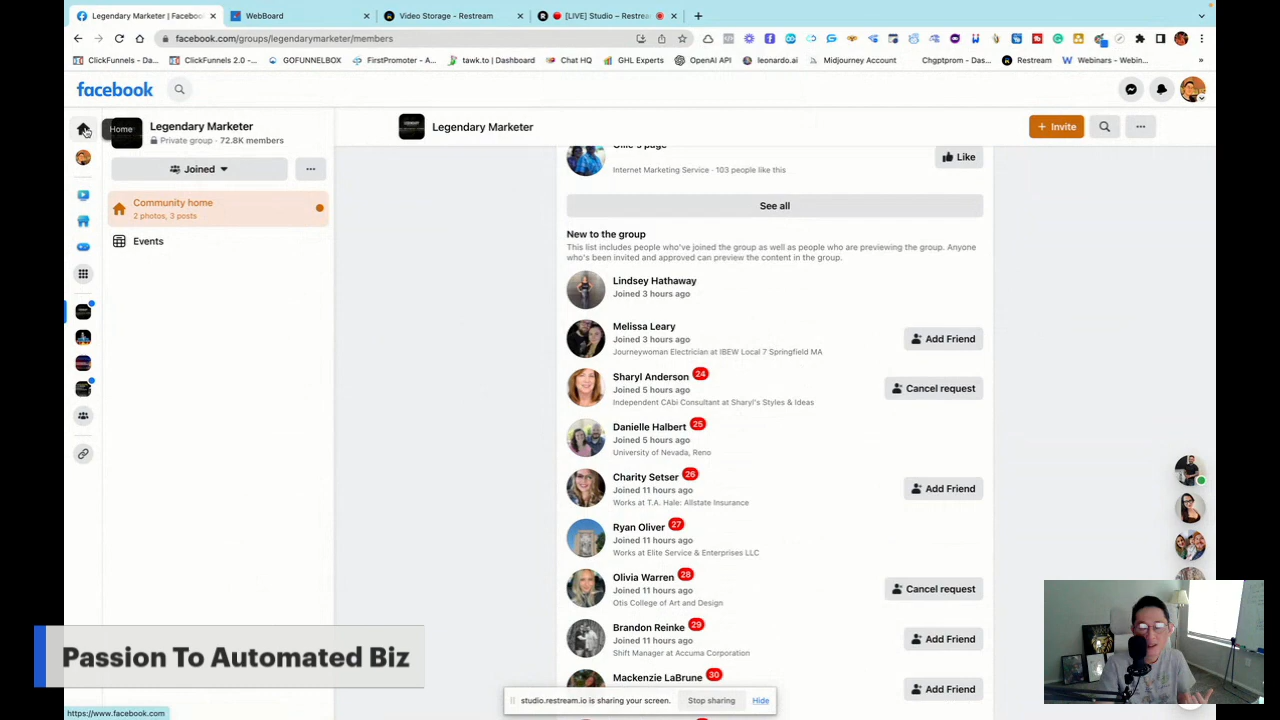 Legendary Marketer | Facebook
WebBoard
Video Storage - Restream
[LIVE] Studio – Restream
facebook.com/groups/legendarymarketer/members
ClickFunnels - Da...
ClickFunnels 2.0 -...
GOFUNNELBOX
FirstPromoter - A...
tawk.to | Dashboard
Chat HQ
GHL Experts
OpenAI API
leonardo.ai
Midjourney Account
Chgptprom - Das...
Restream
Webinars - Webin...
facebook
Home
Legendary Marketer
Private group · 72.8K members
Joined
Community home
2 photos, 3 posts
Events
Legendary Marketer
+ Invite
Internet Marketing Service · 103 people like this
Like
See all
New to the group
This list includes people who've joined the group as well as people who are previewing the group. Anyone
who's been invited and approved can preview the content in the group.
Lindsey Hathaway
Joined 3 hours ago
Melissa Leary
Joined 3 hours ago
Journeywoman Electrician at IBEW Local 7 Springfield MA
Add Friend
Sharyl Anderson 24
Joined 5 hours ago
Independent CAbi Consultant at Sharyl's Styles & Ideas
Cancel request
Danielle Halbert 25
Joined 5 hours ago
University of Nevada, Reno
Charity Setser 26
Joined 11 hours ago
Works at T.A. Hale: Allstate Insurance
Add Friend
Ryan Oliver 27
Joined 11 hours ago
Works at Elite Service & Enterprises LLC
Olivia Warren 28
Joined 11 hours ago
Otis College of Art and Design
Cancel request
Brandon Reinke 29
Joined 11 hours ago
Shift Manager at Accuma Corporation
Add Friend
Mackenzie LaBrune 30
Add Friend
Passion To Automated Biz
studio.restream.io is sharing your screen.
Stop sharing
Hide
https://www.facebook.com